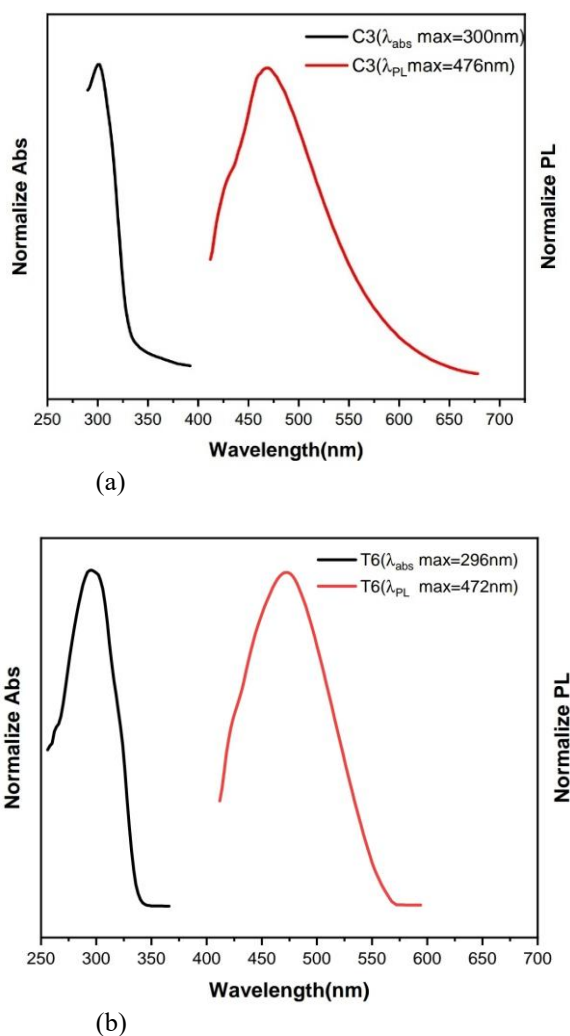 C3(λabs max=300nm)
C3(λPLmax=476nm)
Normalize Abs
Normalize PL
250 300 350 400 450 500 550 600 650 700
Wavelength(nm)
(a)
T6(λabs max=296nm)
T6(λPL max=472nm)
Normalize Abs
Normalize PL
250 300 350 400 450 500 550 600 650 700
Wavelength(nm)
(b)